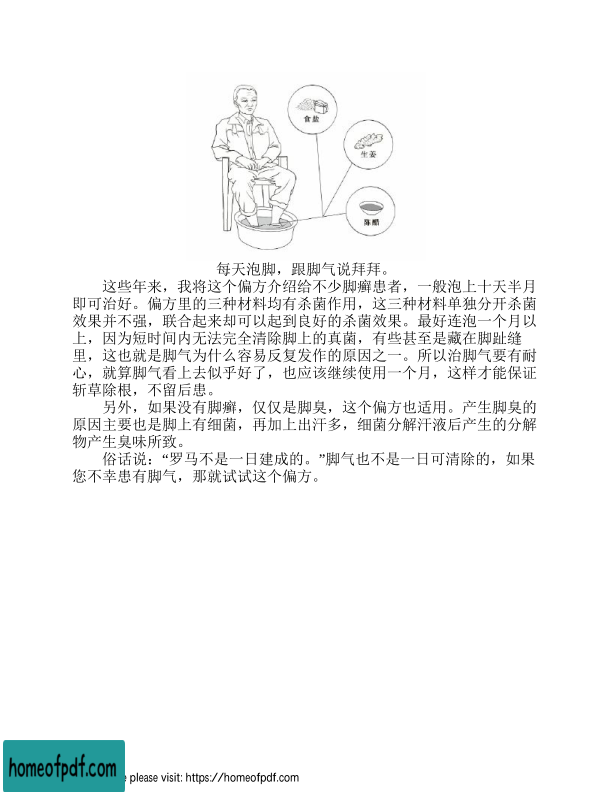 食盐
生姜
陈醋
每天泡脚，跟脚气说拜拜。
这些年来，我将这个偏方介绍给不少脚癣患者，一般泡上十天半月
即可治好。偏方里的三种材料均有杀菌作用，这三种材料单独分开杀菌
效果并不强，联合起来却可以起到良好的杀菌效果。最好连泡一个月以
上，因为短时间内无法完全清除脚上的真菌，有些甚至是藏在脚趾缝
里，这也就是脚气为什么容易反复发作的原因之一。所以治脚气要有耐
心，就算脚气看上去似乎好了，也应该继续使用一个月，这样才能保证
斩草除根，不留后患。
另外，如果没有脚癣，仅仅是脚臭，这个偏方也适用。产生脚臭的
原因主要也是脚上有细菌，再加上出汗多，细菌分解汗液后产生的分解
物产生臭味所致。
俗话说：“罗马不是一日建成的。”脚气也不是一日可清除的，如果
您不幸患有脚气，那就试试这个偏方。
homeofpdf.com
e please visit: https://homeofpdf.com